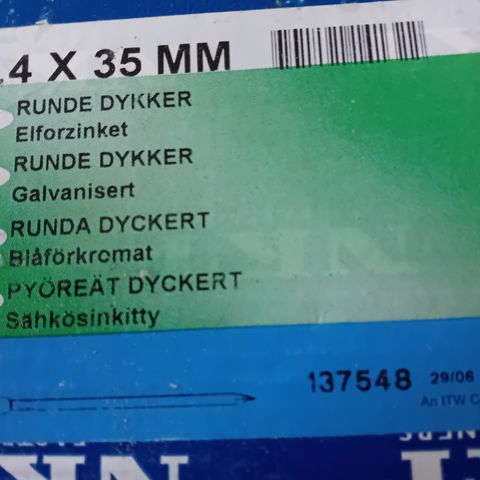 .4 X 35 MM
RUNDE DYKKER
Elforzinket
RUNDE DYKKER
Galvanisert
RUNDA DYCKERT
Blåförkromat
PYÖREÄT DYCKERT
Sähkösinkitty
137548 29/06
An ITW C